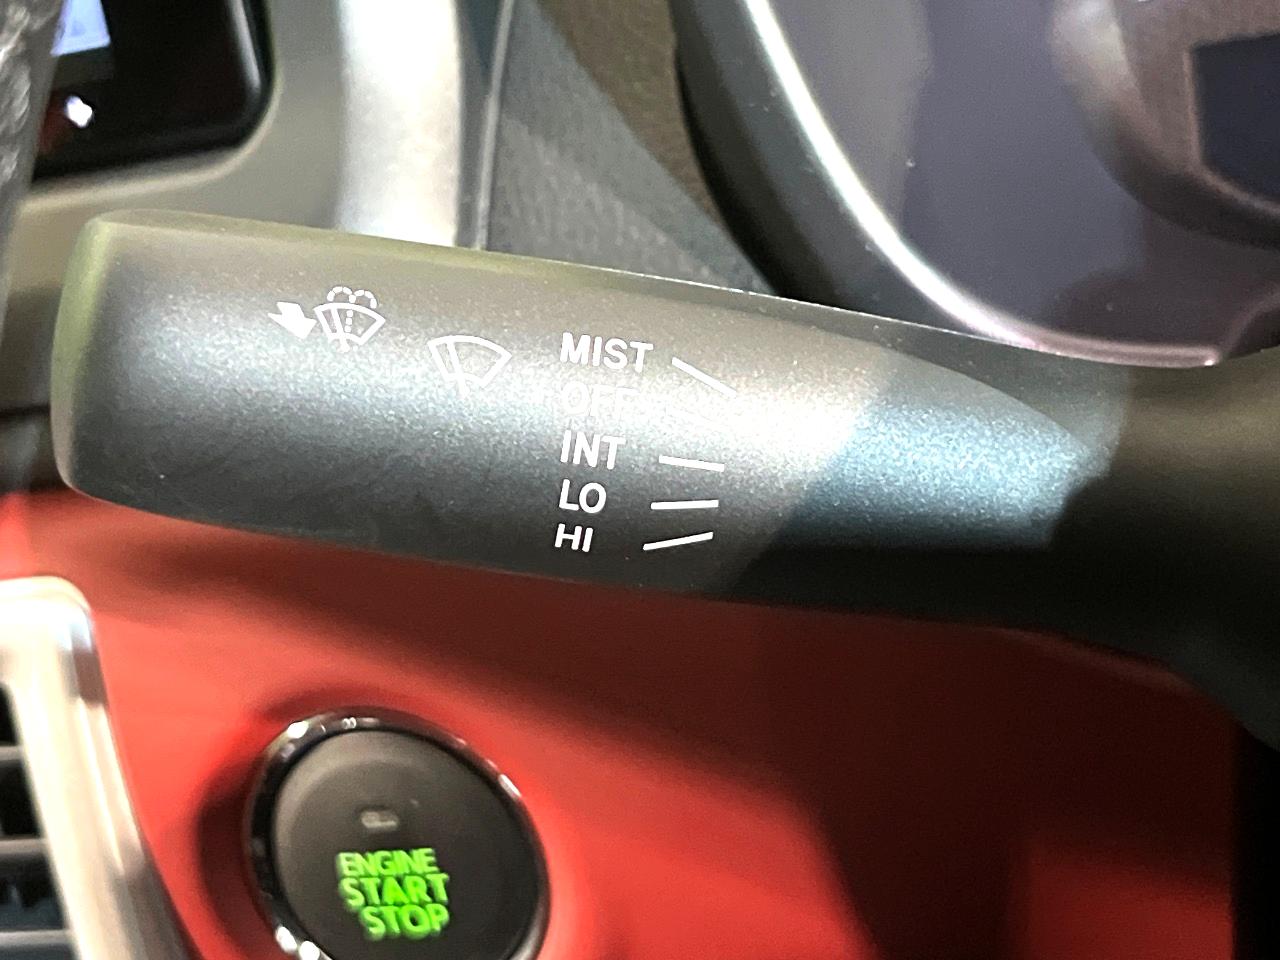 MIST
OFF
INT
LO
HI
ENGINE
START
STOP